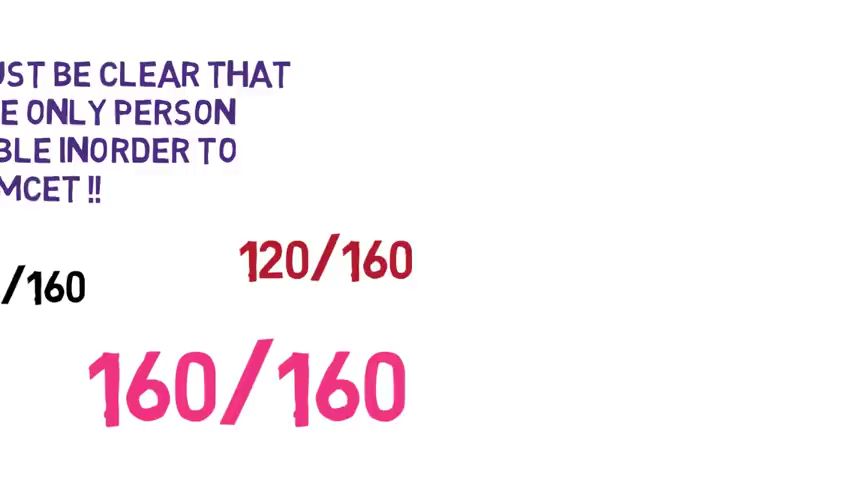 UST BE CLEAR THAT
E ONLY PERSON
BLE INORDER TO
MCET !!
120/160
/160
160/160